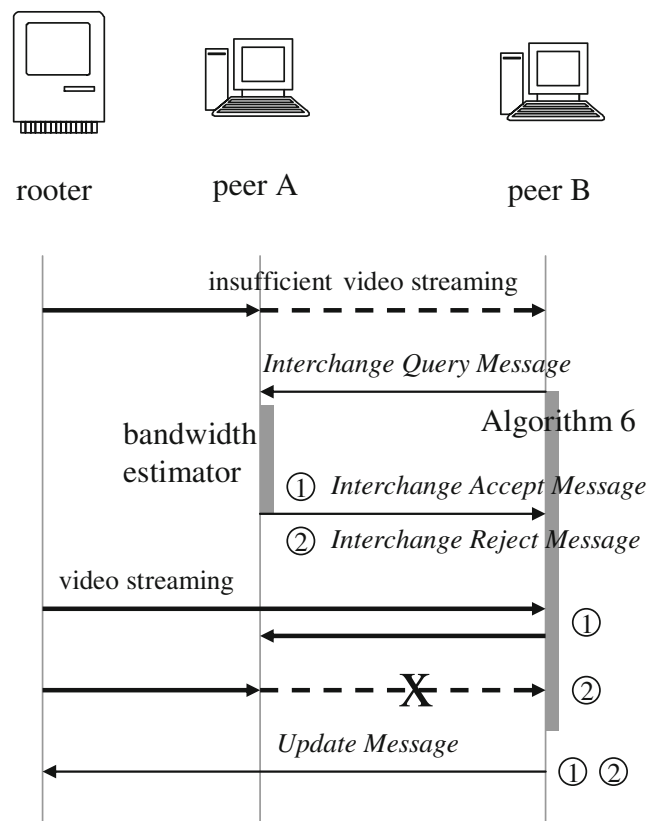 rooter
peer A
peer B
insufficient video streaming
Interchange Query Message
Algorithm 6
bandwidth
estimator
① Interchange Accept Message
② Interchange Reject Message
video streaming
①
X
②
Update Message
① ②